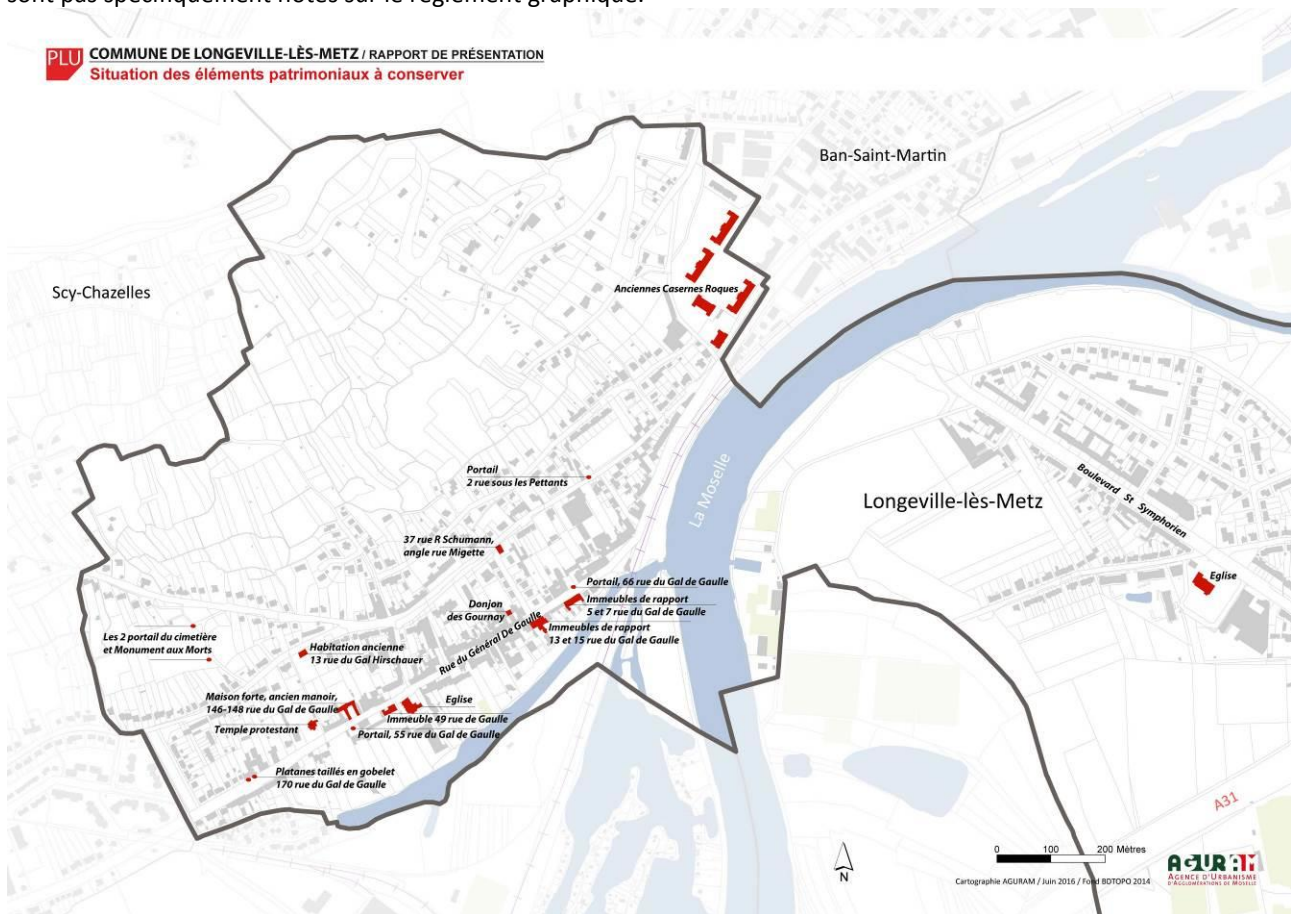 sont pas spécifiquement notés sur le règlement graphique.
PLU COMMUNE DE LONGEVILLE-LÈS-METZ / RAPPORT DE PRÉSENTATION
Situation des éléments patrimoniaux à conserver
Ban-Saint-Martin
Scy-Chazelles
Anciennes Casernes Roques
La Moselle
Longeville-lès-Metz
Boulevard St Symphorien
Eglise
Portail
2 rue sous les Pettants
37 rue R Schumann,
angle rue Migette
Portail, 66 rue du Gal de Gaulle
Immeubles de rapport
5 et 7 rue du Gal de Gaulle
Donjon
des Gournay
Rue du Général De Gaulle
Immeubles de rapport
13 et 15 rue du Gal de Gaulle
Les 2 portail du cimetière
et Monument aux Morts
Habitation ancienne
13 rue du Gal Hirschauer
Maison forte, ancien manoir,
146-148 rue du Gal de Gaulle
Eglise
Immeuble 49 rue de Gaulle
Temple protestant
Portail, 55 rue du Gal de Gaulle
Platanes taillés en gobelet
170 rue du Gal de Gaulle
A31
N
0 100 200 Mètres
Cartographie AGURAM / Juin 2016 / Fond BDTOPO 2014
AGURAM
AGENCE D'URBANISME
D'AGGLOMÉRATIONS DE MOSELLE